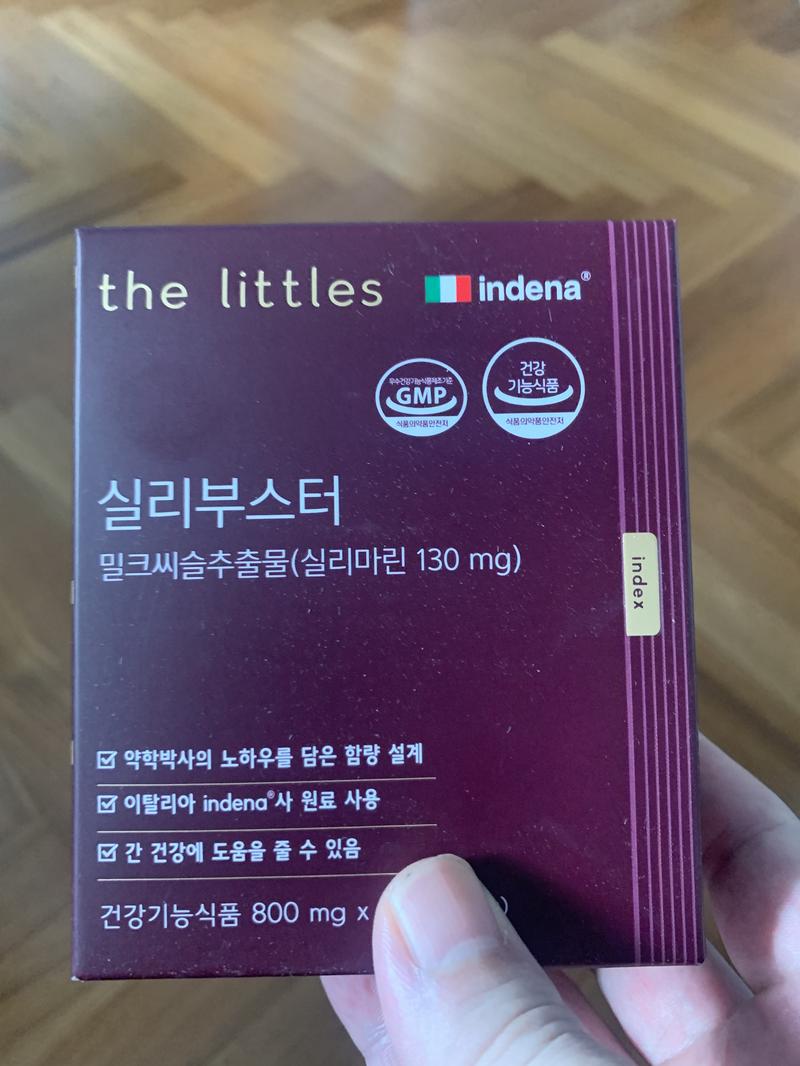 the littles
indena®
우수건강기능식품제조기준
GMP
식품의약품안전처
건강
기능식품
식품의약품안전처
실리부스터
밀크씨슬추출물(실리마린 130 mg)
index
☑ 약학박사의 노하우를 담은 함량 설계
☑ 이탈리아 indena®사 원료 사용
☑ 간 건강에 도움을 줄 수 있음
건강기능식품 800 mg x